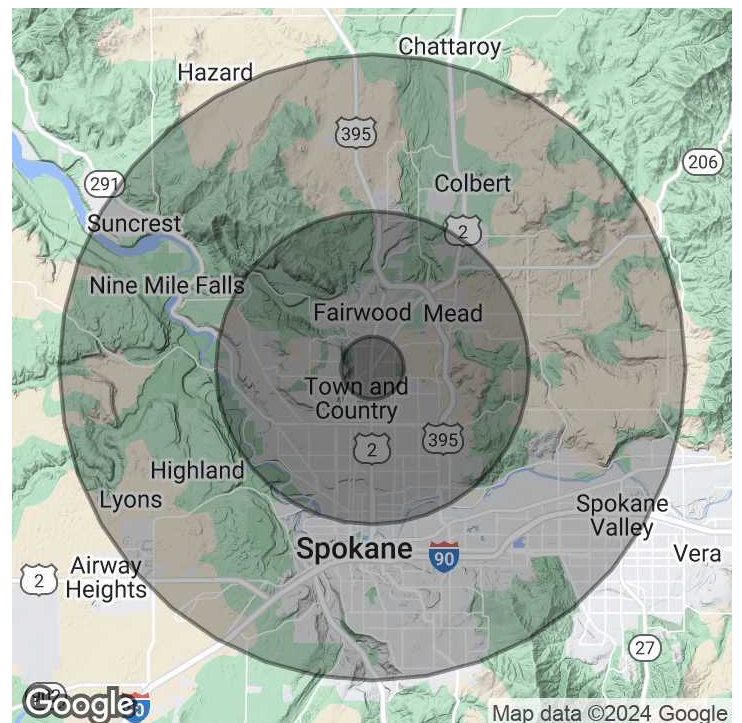 Chattaroy
Hazard
395
206
291
Colbert
Suncrest
2
Nine Mile Falls
Fairwood
Mead
Town and
Country
2
395
Highland
Lyons
Spokane
Valley
Spokane
90
Vera
2
Airway
Heights
27
Google
Map data ©2024 Google